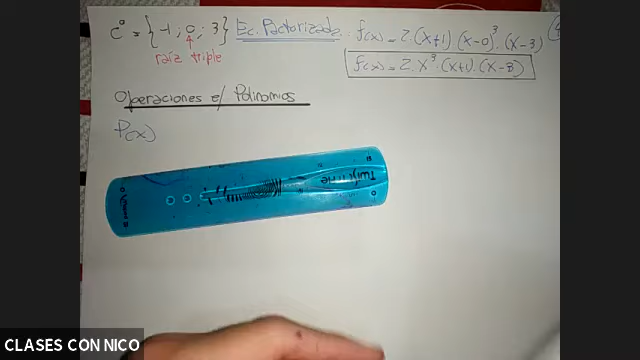 C⁰ = {-1; 0; 3} Ec. Factorizada: f(x) = 2.(x+1).(x-0)³.(x-3)
raíz triple
f(x) = 2.x³.(x+1).(x-3)
Operaciones e/ Polinomios
P(x)
CLASES CON NICO